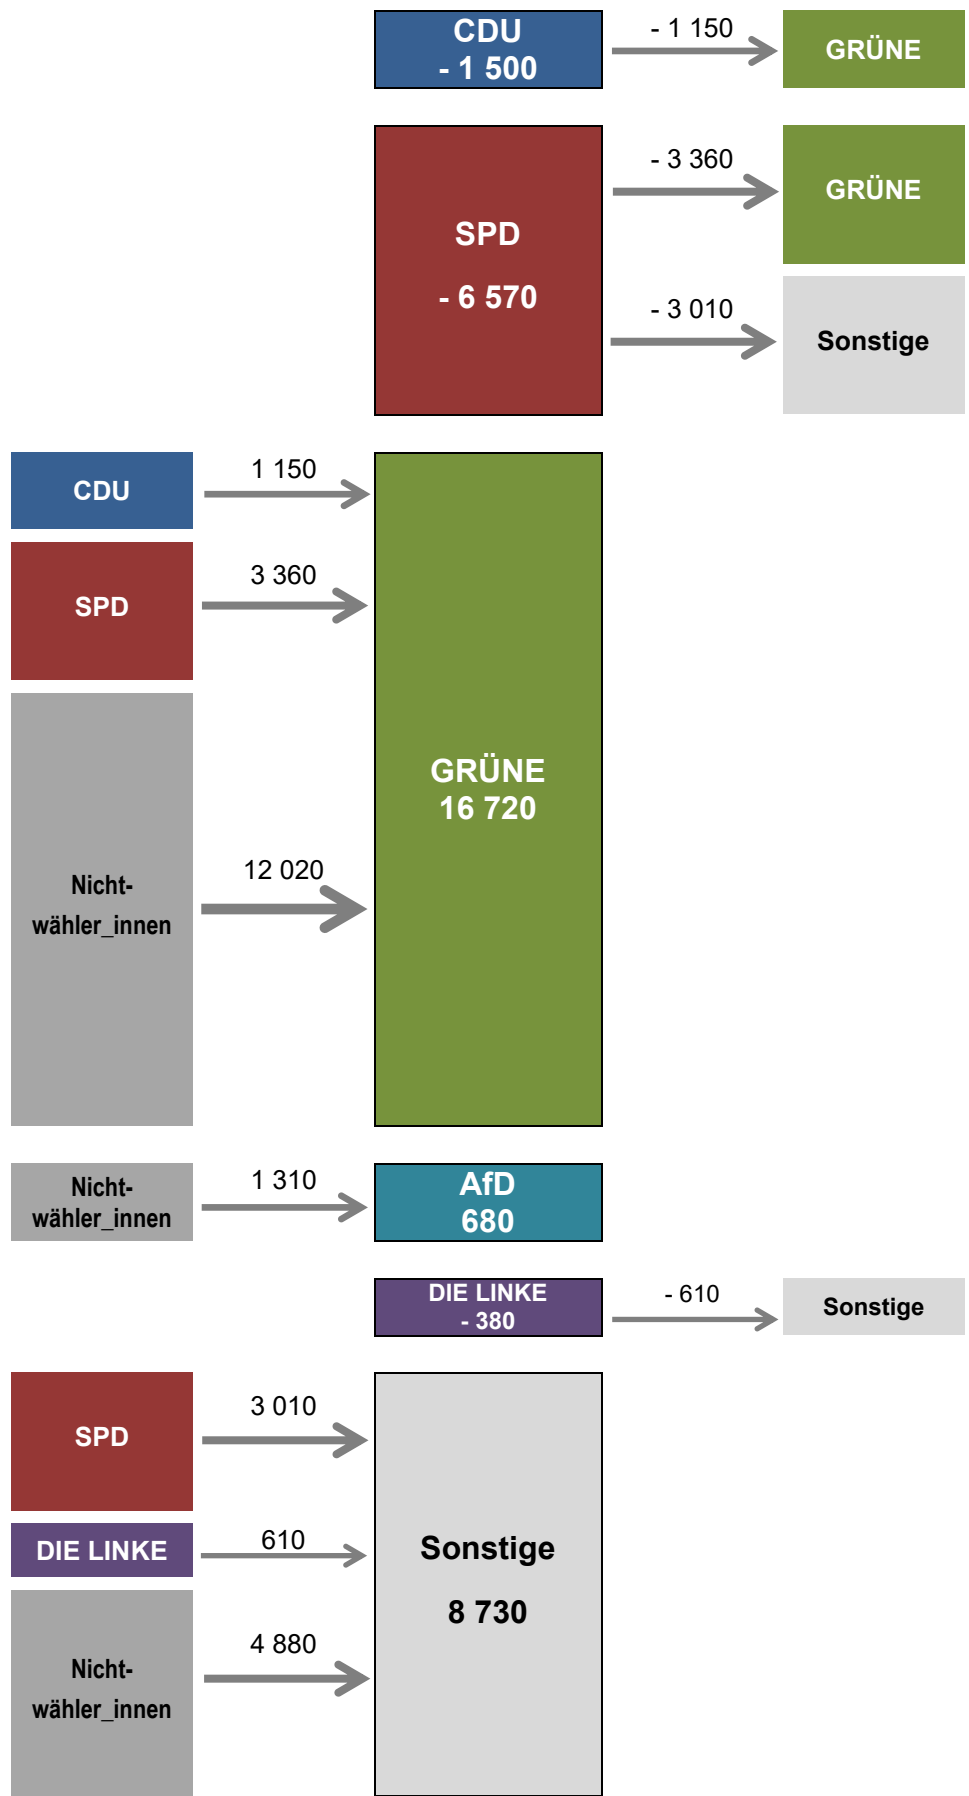 CDU
- 1 500
- 1 150
GRÜNE
SPD
- 6 570
- 3 360
GRÜNE
- 3 010
Sonstige
CDU
1 150
SPD
3 360
Nicht-
wähler_innen
12 020
GRÜNE
16 720
Nicht-
wähler_innen
1 310
AfD
680
DIE LINKE
- 380
- 610
Sonstige
SPD
3 010
DIE LINKE
610
Nicht-
wähler_innen
4 880
Sonstige
8 730